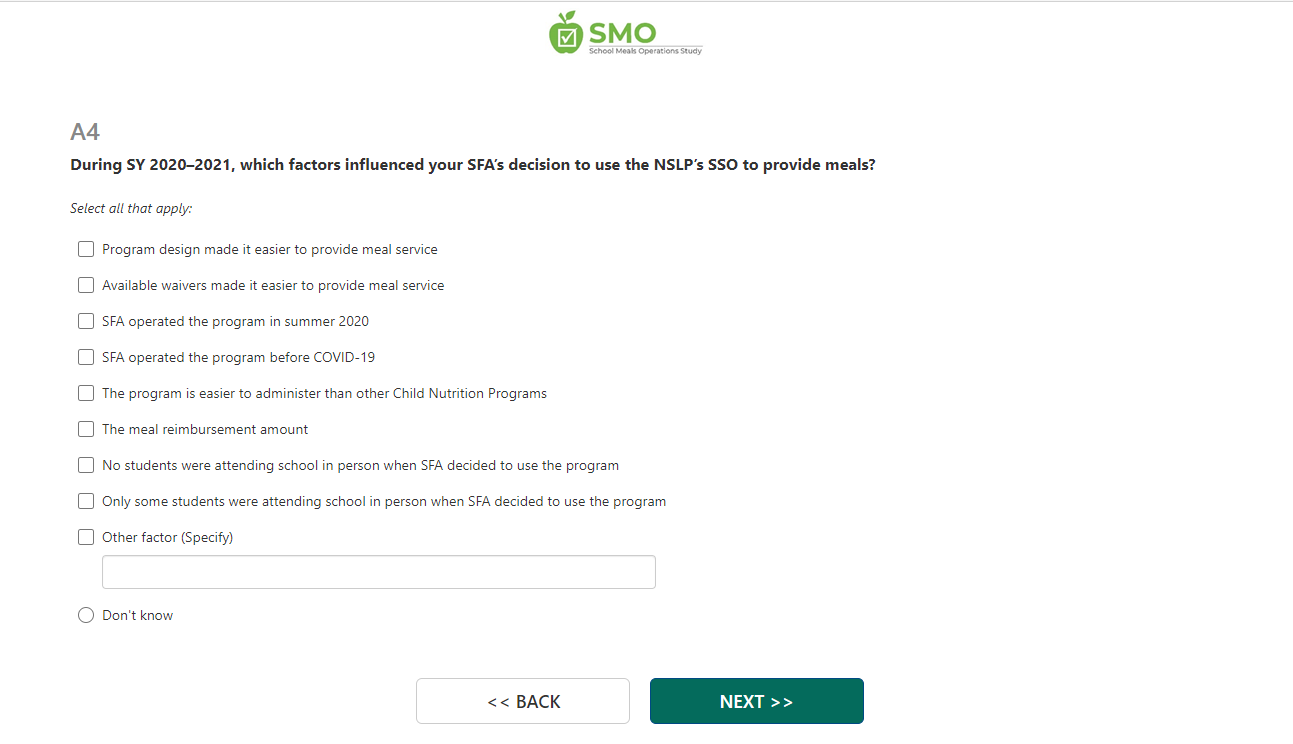 SMO
School Meals Operations Study
A4
During SY 2020–2021, which factors influenced your SFA's decision to use the NSLP's SSO to provide meals?
Select all that apply:
Program design made it easier to provide meal service
Available waivers made it easier to provide meal service
SFA operated the program in summer 2020
SFA operated the program before COVID-19
The program is easier to administer than other Child Nutrition Programs
The meal reimbursement amount
No students were attending school in person when SFA decided to use the program
Only some students were attending school in person when SFA decided to use the program
Other factor (Specify)
Don't know
<< BACK
NEXT >>